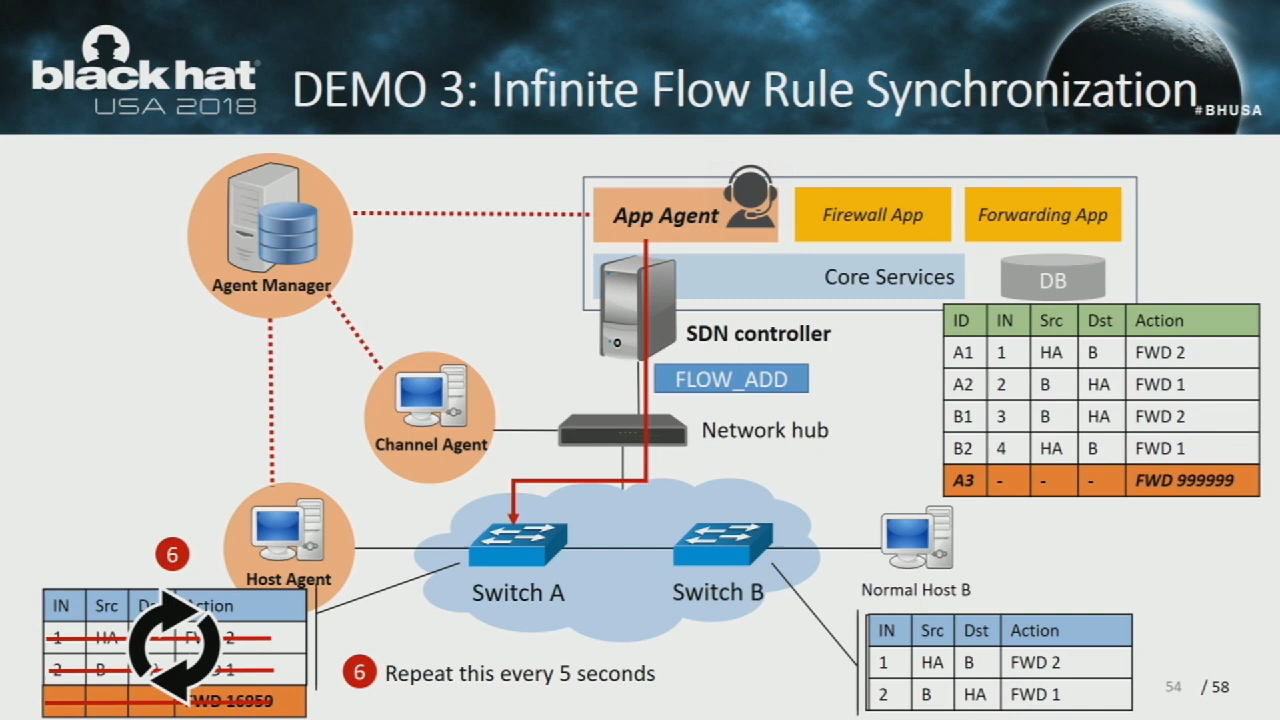 black hat
USA 2018
DEMO 3: Infinite Flow Rule Synchronization
#BHUSA
Agent Manager
App Agent
Firewall App
Forwarding App
Core Services
DB
SDN controller
FLOW_ADD
Network hub
Channel Agent
ID IN Src Dst Action
A1 1 HA B FWD 2
A2 2 B HA FWD 1
B1 3 B HA FWD 2
B2 4 HA B FWD 1
A3 - - - FWD 999999
Host Agent
Switch A
Switch B
Normal Host B
6
IN Src Action
1 HA 2
2 B 1
FWD 16959
6 Repeat this every 5 seconds
IN Src Dst Action
1 HA B FWD 2
2 B HA FWD 1
54 / 58